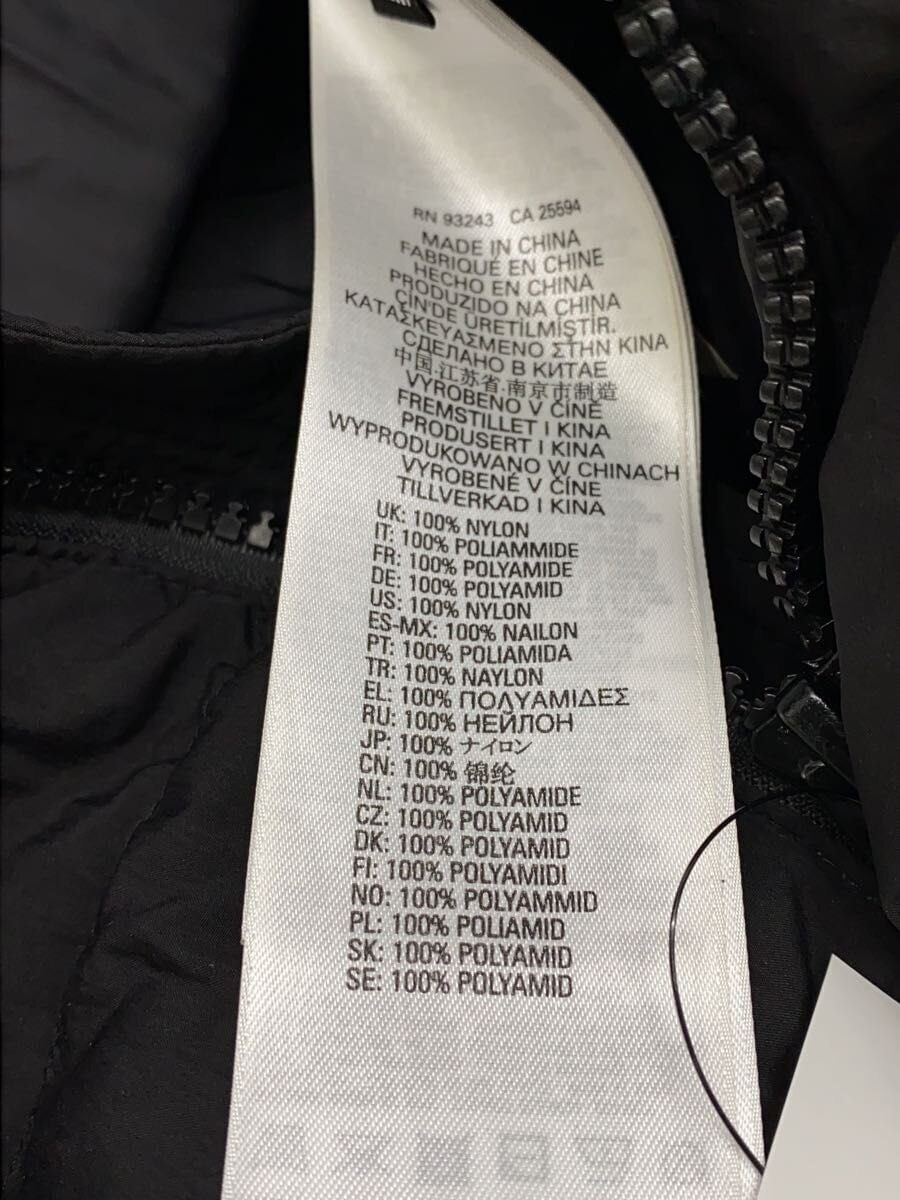 RN 93243 CA 25594
MADE IN CHINA
FABRIQUÉ EN CHINE
HECHO EN CHINA
PRODUZIDO NA CHINA
ÇİN'DE ÜRETİLMİŞTİR.
ΚΑΤΑΣΚΕΥΑΣΜΕΝΟ ΣΤΗΝ ΚΙΝΑ
СДЕЛАНО В КИТАЕ
中国.江苏省.南京市制造
VYROBENO V ČÍNĚ
FREMSTILLET I KINA
PRODUSERT I KINA
WYPRODUKOWANO W CHINACH
VYROBENÉ V ČÍNE
TILLVERKAD I KINA
UK: 100% NYLON
IT: 100% POLIAMMIDE
FR: 100% POLYAMIDE
DE: 100% POLYAMID
US: 100% NYLON
ES-MX: 100% NAILON
PT: 100% POLIAMIDA
TR: 100% NAYLON
EL: 100% ΠΟΛΥΑΜΙΔΕΣ
RU: 100% НЕЙЛОН
JP: 100% ナイロン
CN: 100% 锦纶
NL: 100% POLYAMIDE
CZ: 100% POLYAMID
DK: 100% POLYAMID
FI: 100% POLYAMIDI
NO: 100% POLYAMMID
PL: 100% POLIAMID
SK: 100% POLYAMID
SE: 100% POLYAMID